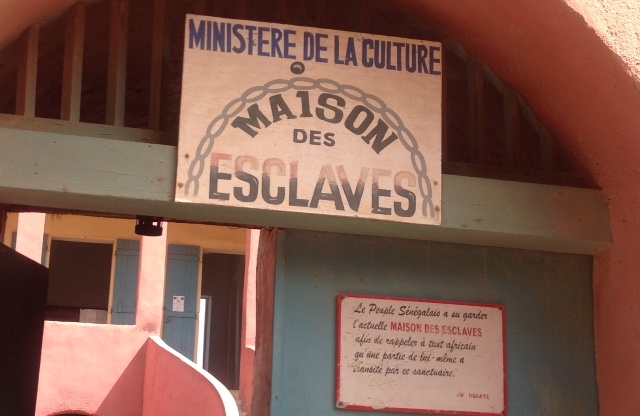 MINISTERE DE LA CULTURE
MAISON
DES
ESCLAVES
Le Peuple Sénégalais a su garder
l'actuelle MAISON DES ESCLAVES
afin de rappeler à tout africain
qu'une partie de lui-même a
transité par ce sanctuaire.